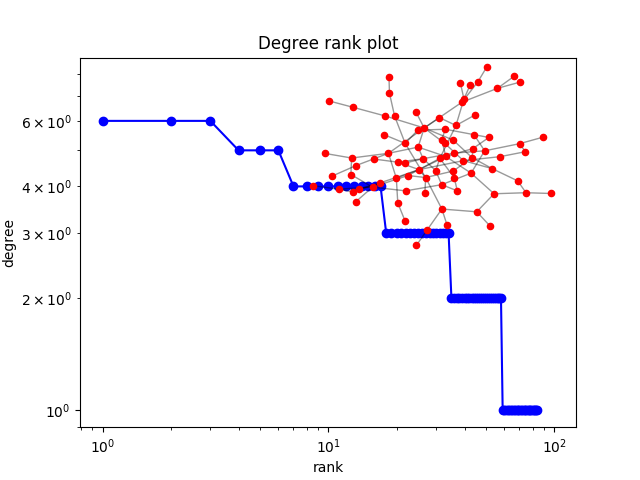 Degree rank plot
degree
6 × 10⁰
4 × 10⁰
3 × 10⁰
2 × 10⁰
10⁰
10⁰ 10¹ 10²
rank